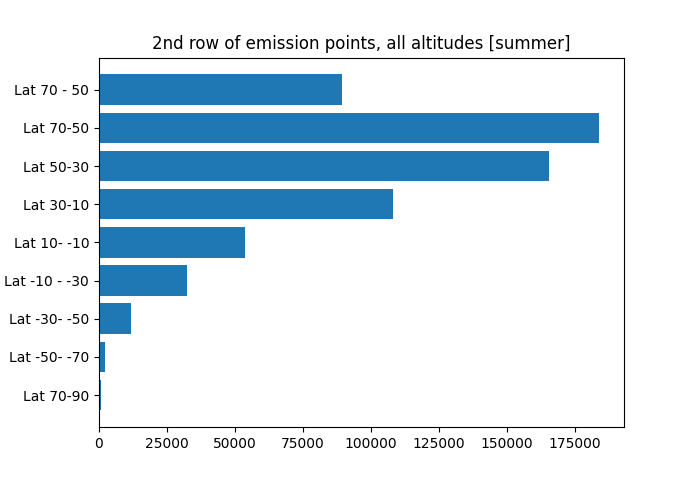 2nd row of emission points, all altitudes [summer]
Lat 70 - 50
Lat 70-50
Lat 50-30
Lat 30-10
Lat 10- -10
Lat -10 - -30
Lat -30- -50
Lat -50- -70
Lat 70-90
0 25000 50000 75000 100000 125000 150000 175000